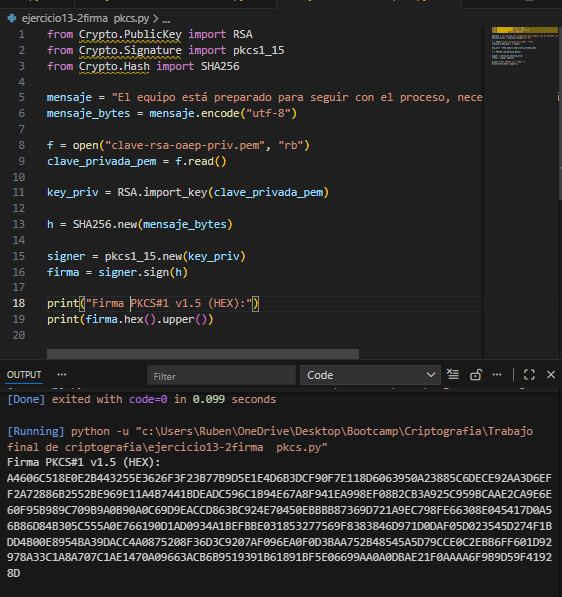 ejercicio13-2firma pkcs.py > ...
1 from Crypto.PublicKey import RSA
2 from Crypto.Signature import pkcs1_15
3 from Crypto.Hash import SHA256
4
5 mensaje = "El equipo está preparado para seguir con el proceso, nece
6 mensaje_bytes = mensaje.encode("utf-8")
7
8 f = open("clave-rsa-oaep-priv.pem", "rb")
9 clave_privada_pem = f.read()
10
11 key_priv = RSA.import_key(clave_privada_pem)
12
13 h = SHA256.new(mensaje_bytes)
14
15 signer = pkcs1_15.new(key_priv)
16 firma = signer.sign(h)
17
18 print("Firma PKCS#1 v1.5 (HEX):")
19 print(firma.hex().upper())
20
OUTPUT ... Filter Code ...
[Done] exited with code=0 in 0.099 seconds
[Running] python -u "c:\Users\Ruben\OneDrive\Desktop\Bootcamp\Criptografia\Trabajo
final de criptografia\ejercicio13-2firma pkcs.py"
Firma PKCS#1 v1.5 (HEX):
A4606C518E0E2B443255E3626F3F23B77B9D5E1E4D6B3DCF90F7E118D6063950A23885C6DECE92AA3D6EF
F2A72886B2552BE969E11A4B7441BDEADC596C1B94E67A8F941EA998EF08B2CB3A925C959BCAAE2CA9E6E
60F95B989C709B9A0B90A0C69D9EACCD863BC924E70450EBBBB87369D721A9EC798FE66308E045417D0A5
6B86D84B305C555A0E766190D1AD0934A1BEFBBE031853277569F8383846D971D0DAF05D023545D274F1B
DD4B00E8954BA39DACC4A0875208F36D3C9207AF096EA0F0D3BAA752B48545A5D79CCE0C2EBB6FF601D92
978A33C1A8A707C1AE1470A09663ACB6B9519391B61891BF5E06699AA0A0DBAE21F0AAAA6F9B9D59F4192
8D